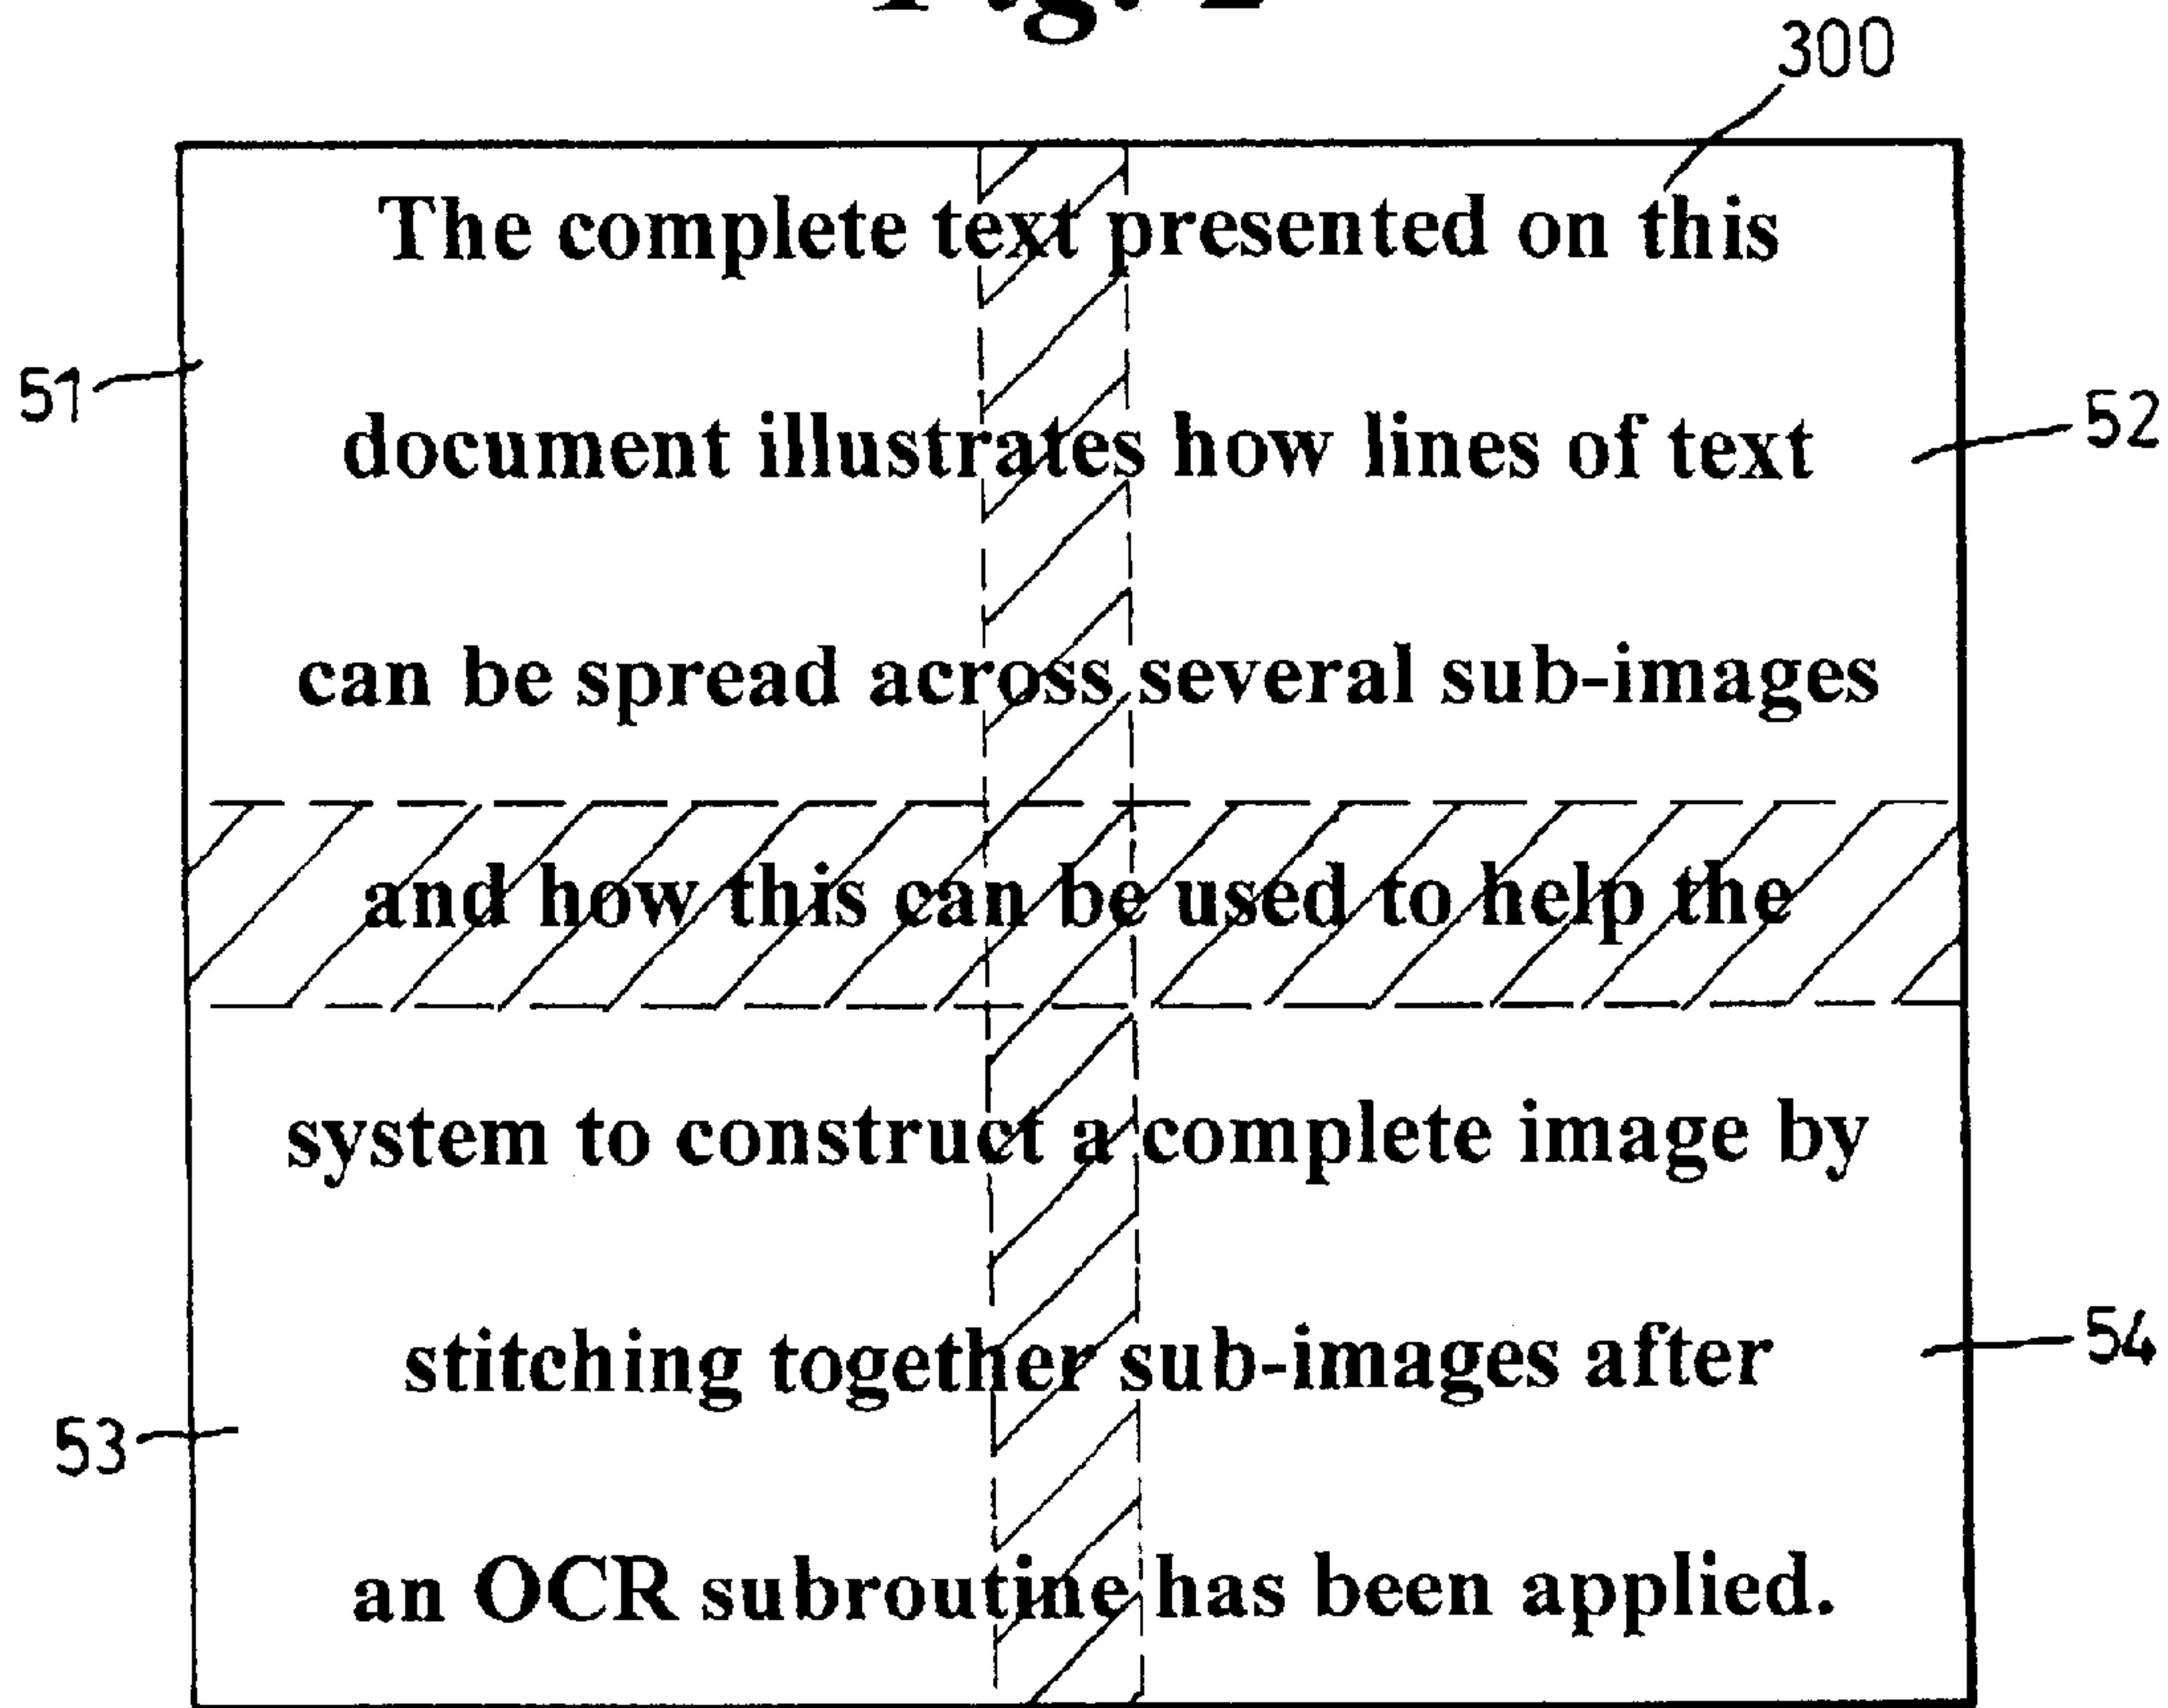 300
The complete text presented on this
51
document illustrates how lines of text
52
can be spread across several sub-images
and how this can be used to help the
system to construct a complete image by
54
stitching together sub-images after
53
an OCR subroutine has been applied.